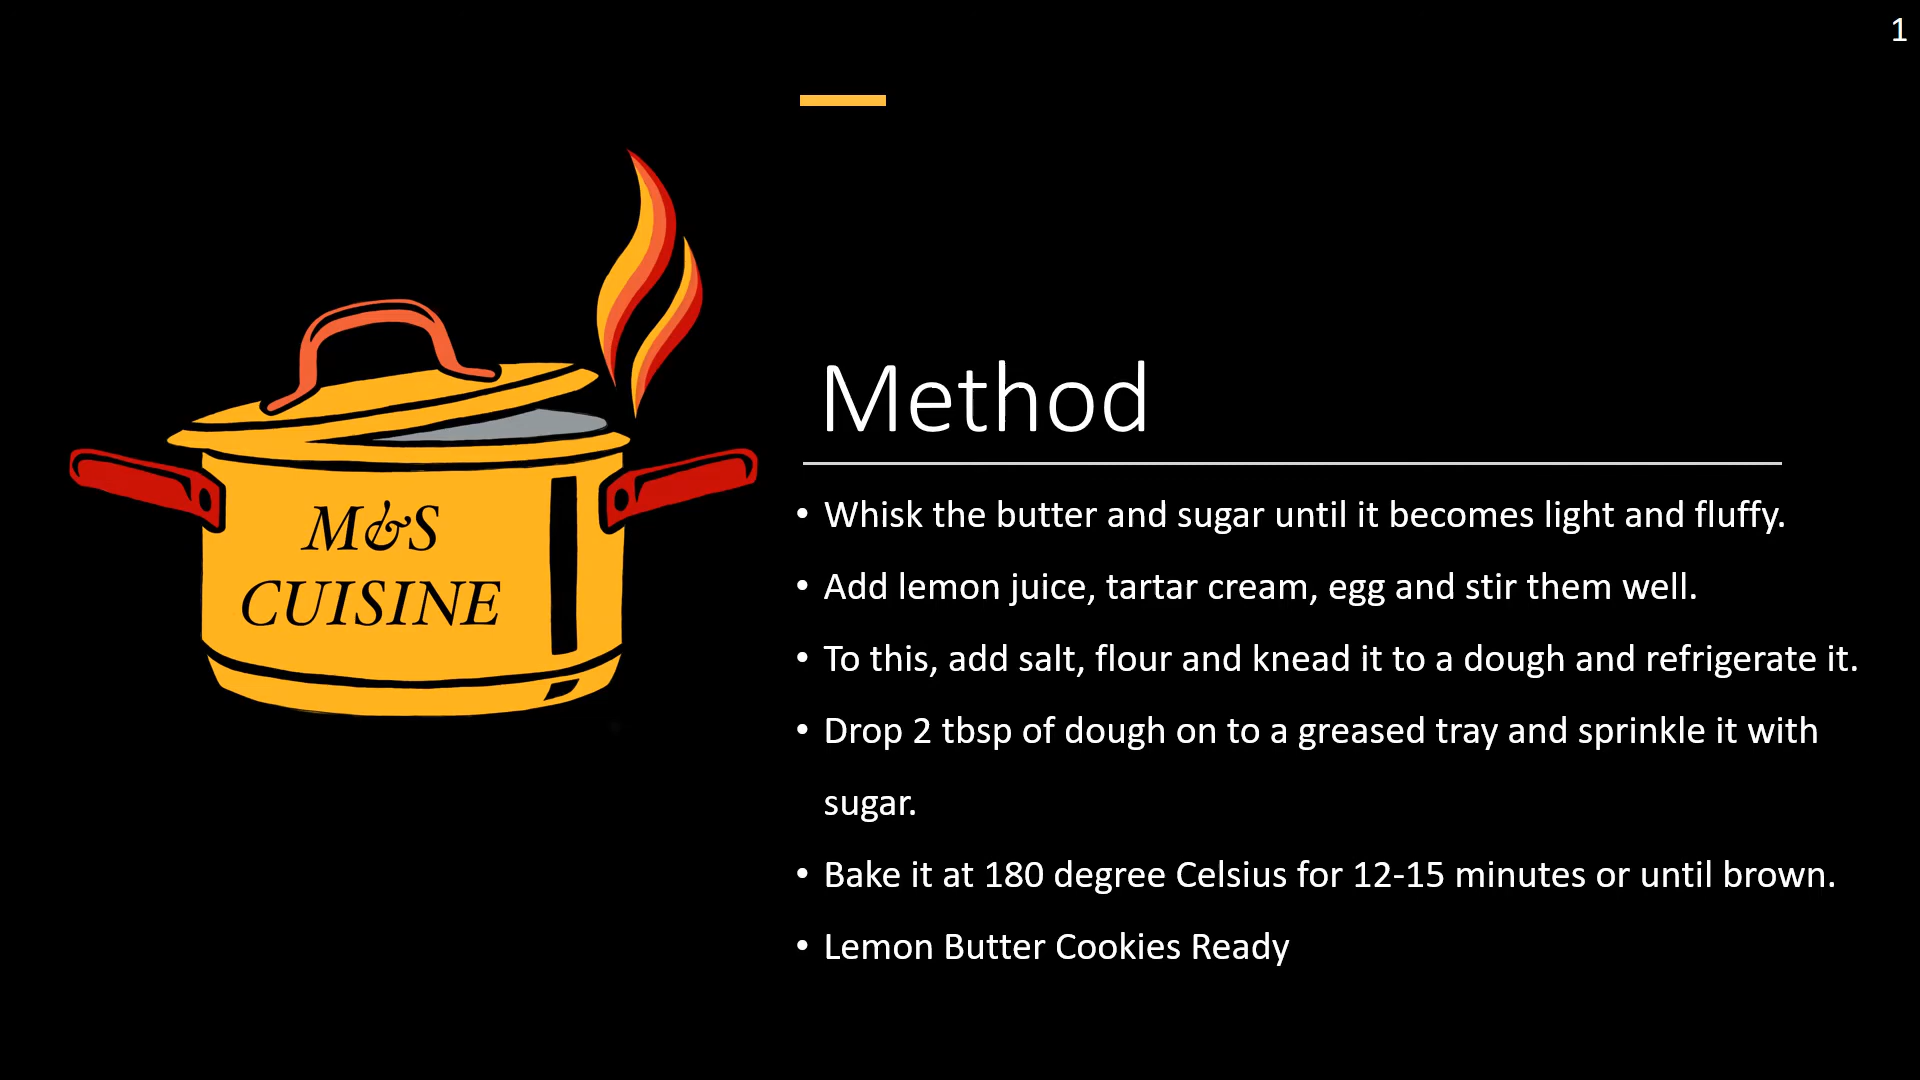 1
M&S
CUISINE
Method
• Whisk the butter and sugar until it becomes light and fluffy.
• Add lemon juice, tartar cream, egg and stir them well.
• To this, add salt, flour and knead it to a dough and refrigerate it.
• Drop 2 tbsp of dough on to a greased tray and sprinkle it with
sugar.
• Bake it at 180 degree Celsius for 12-15 minutes or until brown.
• Lemon Butter Cookies Ready